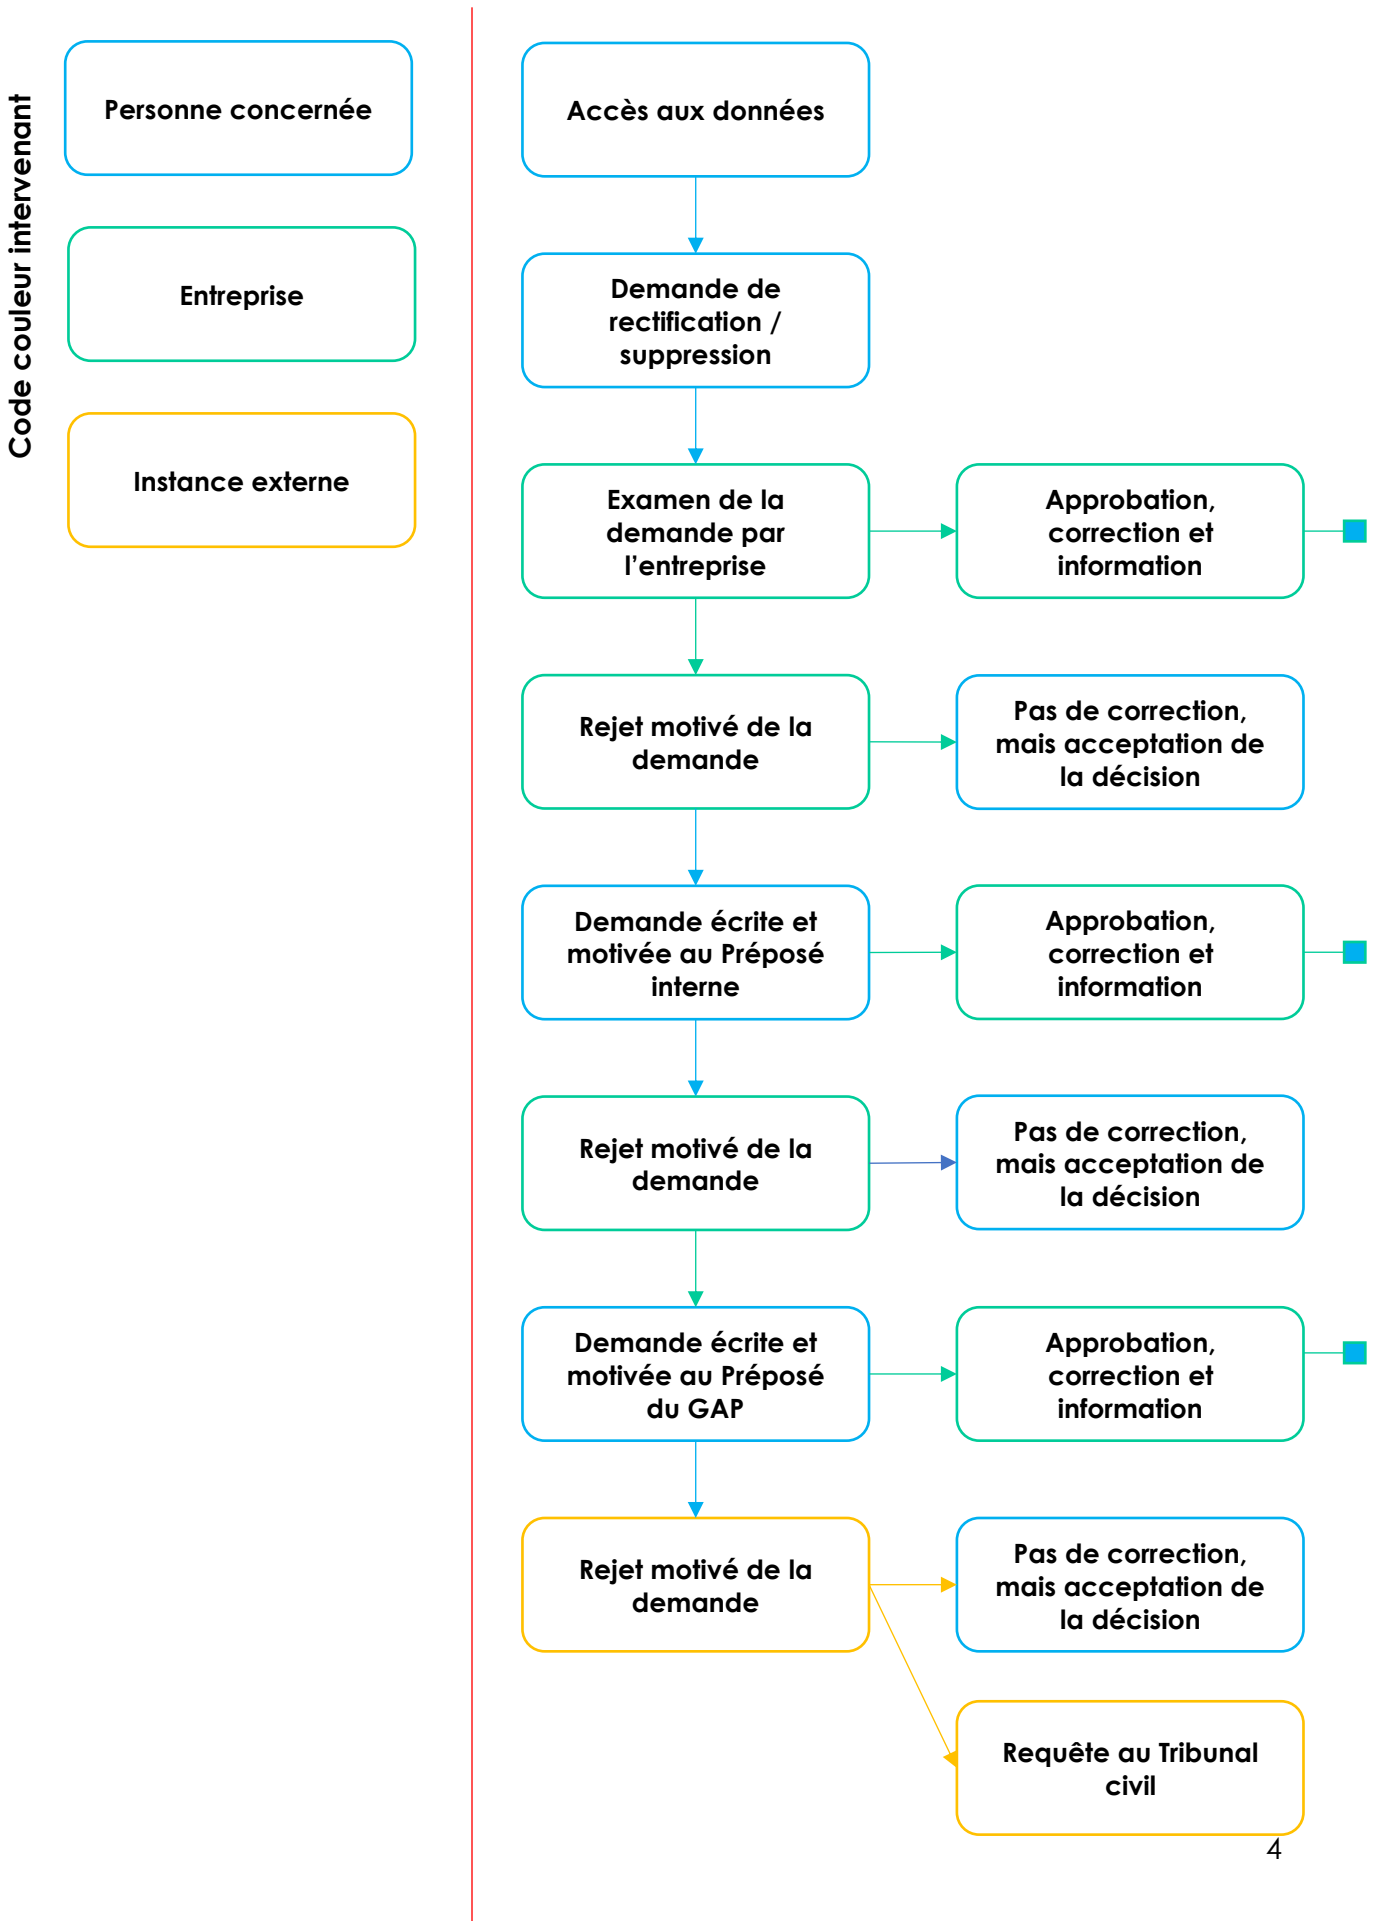 Code couleur intervenant
Personne concernée
Entreprise
Instance externe
Accès aux données
Demande de
rectification /
suppression
Examen de la
demande par
l’entreprise
Approbation,
correction et
information
Rejet motivé de la
demande
Pas de correction,
mais acceptation de
la décision
Demande écrite et
motivée au Préposé
interne
Approbation,
correction et
information
Rejet motivé de la
demande
Pas de correction,
mais acceptation de
la décision
Demande écrite et
motivée au Préposé
du GAP
Approbation,
correction et
information
Rejet motivé de la
demande
Pas de correction,
mais acceptation de
la décision
Requête au Tribunal
civil
4